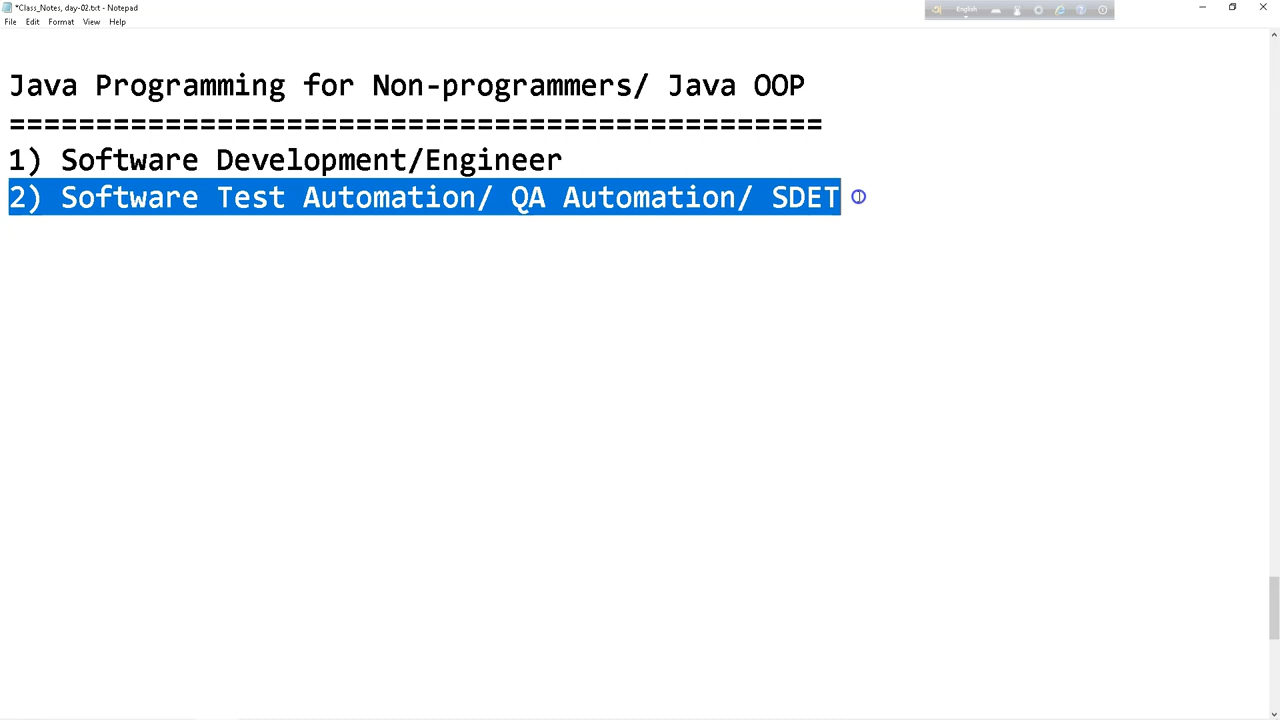 *Class_Notes, day-02.txt - Notepad
English
File Edit Format View Help
Java Programming for Non-programmers/ Java OOP
===============================================
1) Software Development/Engineer
2) Software Test Automation/ QA Automation/ SDET